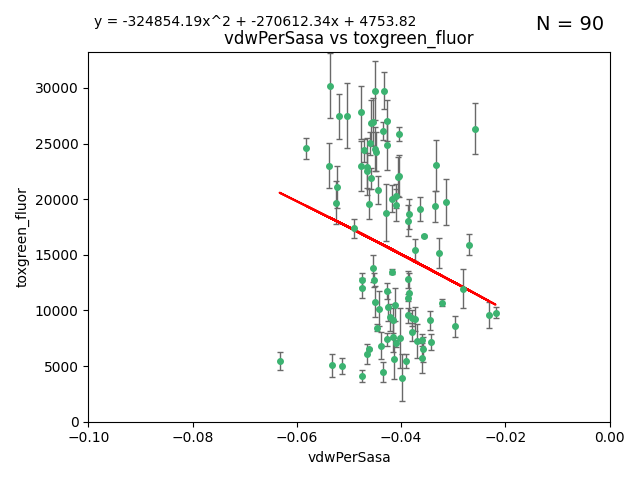 y = -324854.19x^2 + -270612.34x + 4753.82
N = 90
vdwPerSasa vs toxgreen_fluor
30000
25000
20000
15000
10000
5000
0
toxgreen_fluor
−0.10 −0.08 −0.06 −0.04 −0.02 0.00
vdwPerSasa